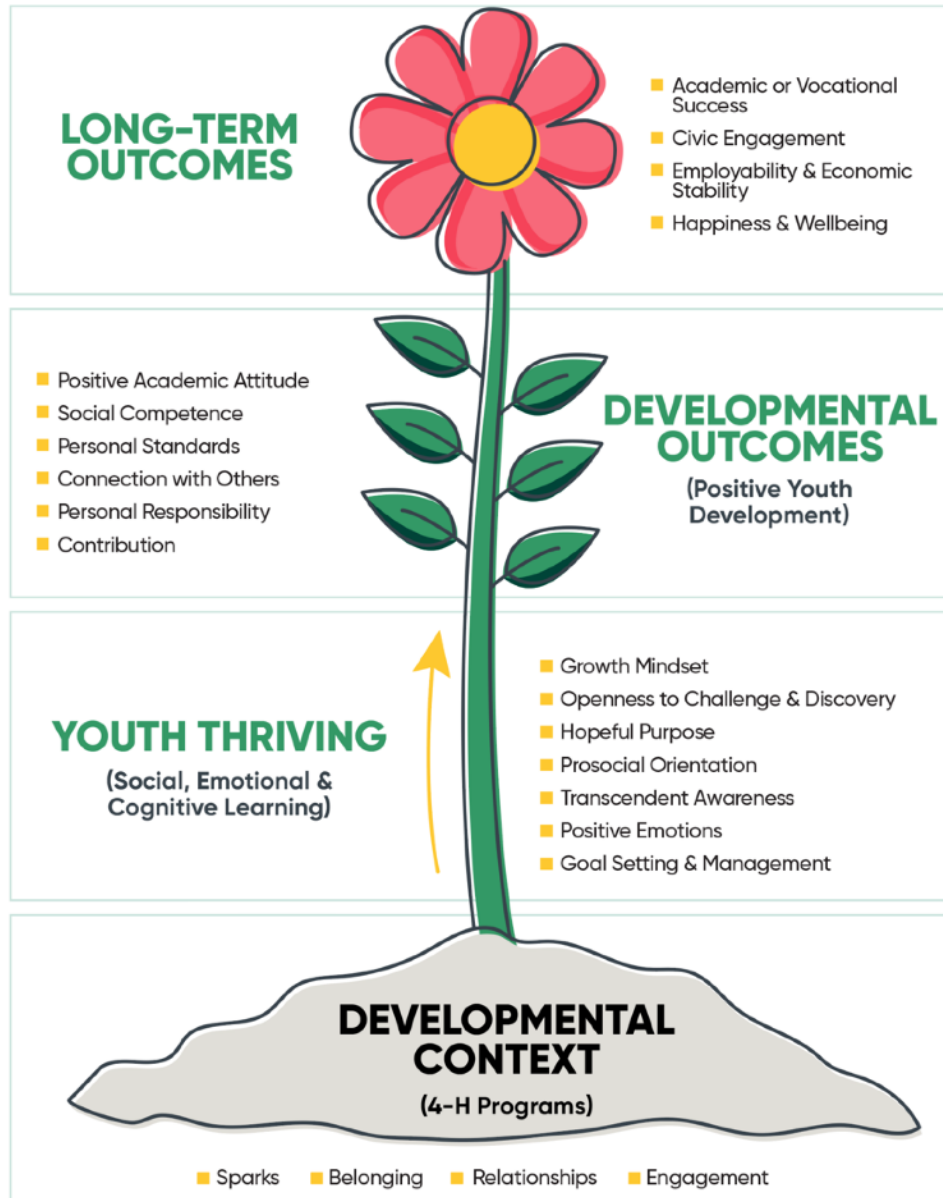 LONG-TERM
OUTCOMES
Academic or Vocational
Success
Civic Engagement
Employability & Economic
Stability
Happiness & Wellbeing
Positive Academic Attitude
Social Competence
Personal Standards
Connection with Others
Personal Responsibility
Contribution
DEVELOPMENTAL
OUTCOMES
(Positive Youth
Development)
YOUTH THRIVING
(Social, Emotional &
Cognitive Learning)
Growth Mindset
Openness to Challenge & Discovery
Hopeful Purpose
Prosocial Orientation
Transcendent Awareness
Positive Emotions
Goal Setting & Management
DEVELOPMENTAL
CONTEXT
(4-H Programs)
Sparks Belonging Relationships Engagement